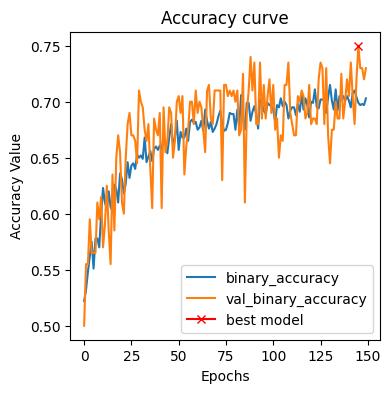 Accuracy curve
Accuracy Value
0.75
0.70
0.65
0.60
0.55
0.50
binary_accuracy
val_binary_accuracy
best model
0 25 50 75 100 125 150
Epochs